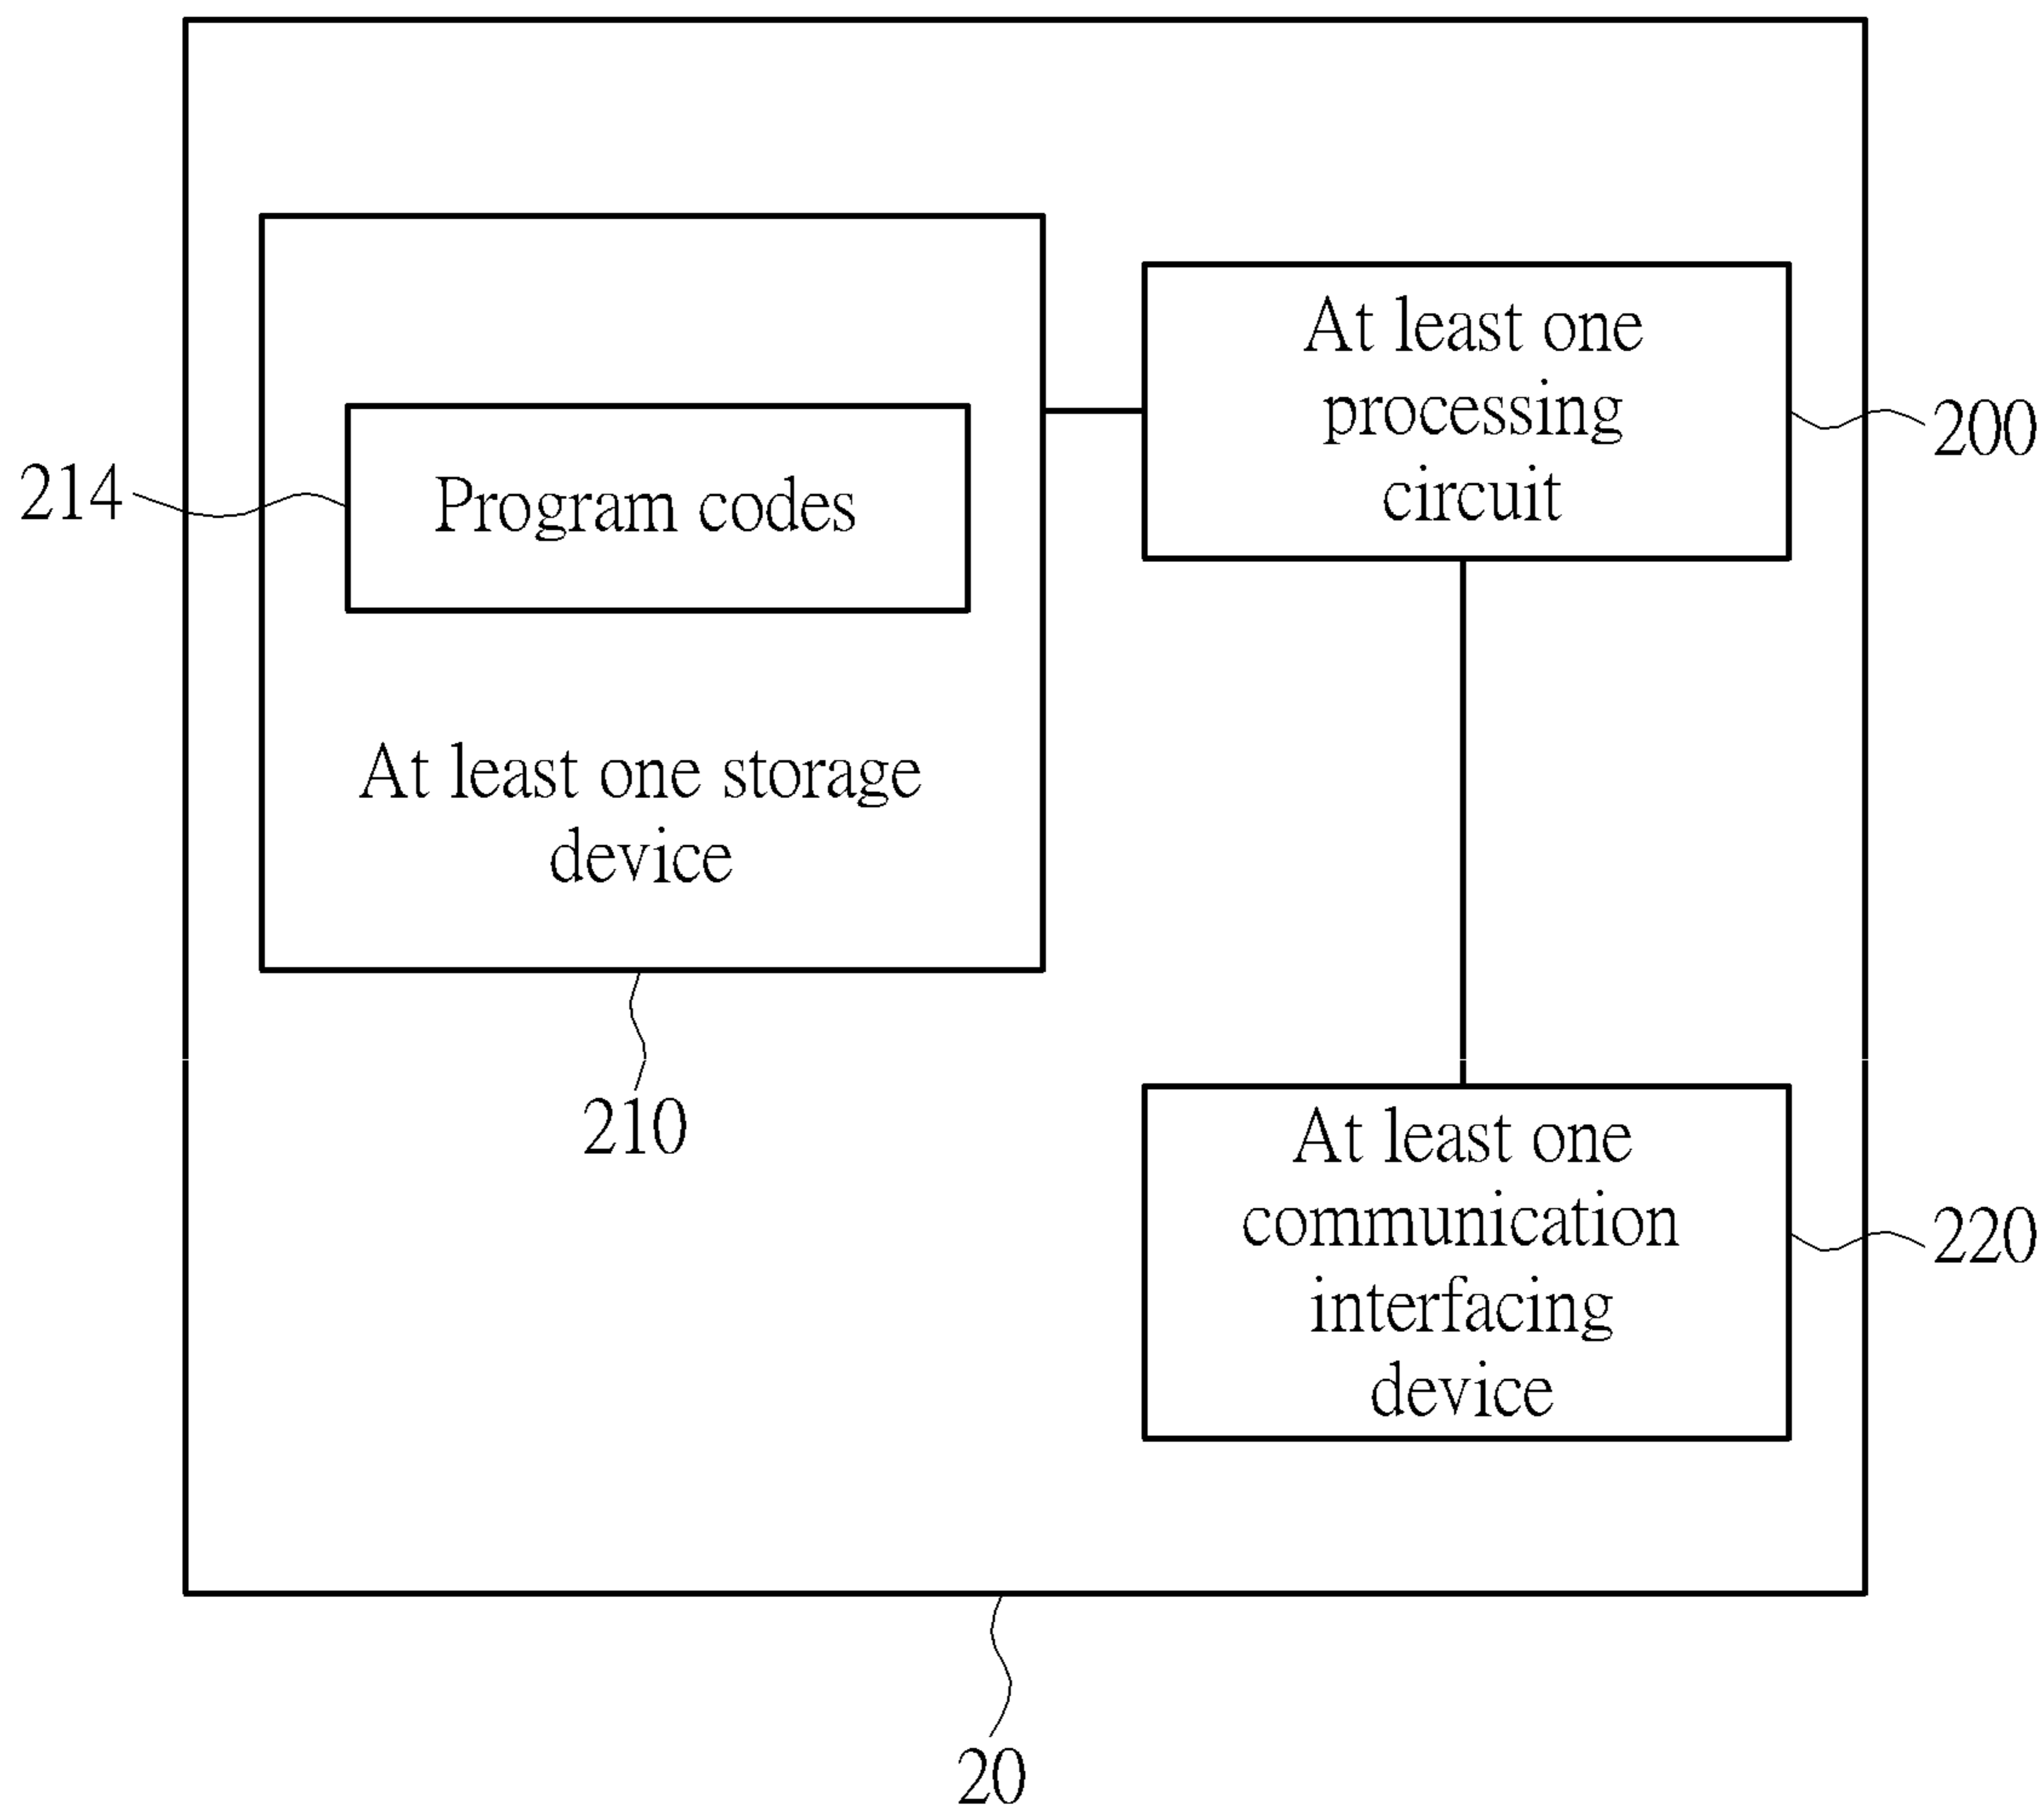 At least one
processing
circuit
200
214
Program codes
At least one storage
device
210
At least one
communication
interfacing
device
220
20